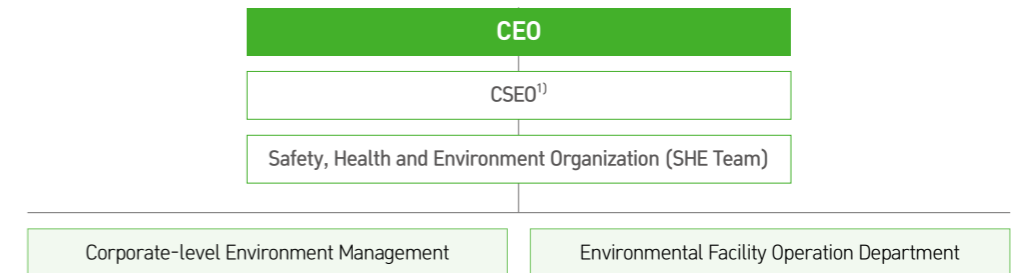 CEO
CSEO1)
Safety, Health and Environment Organization (SHE Team)
Corporate-level Environment Management
Environmental Facility Operation Department